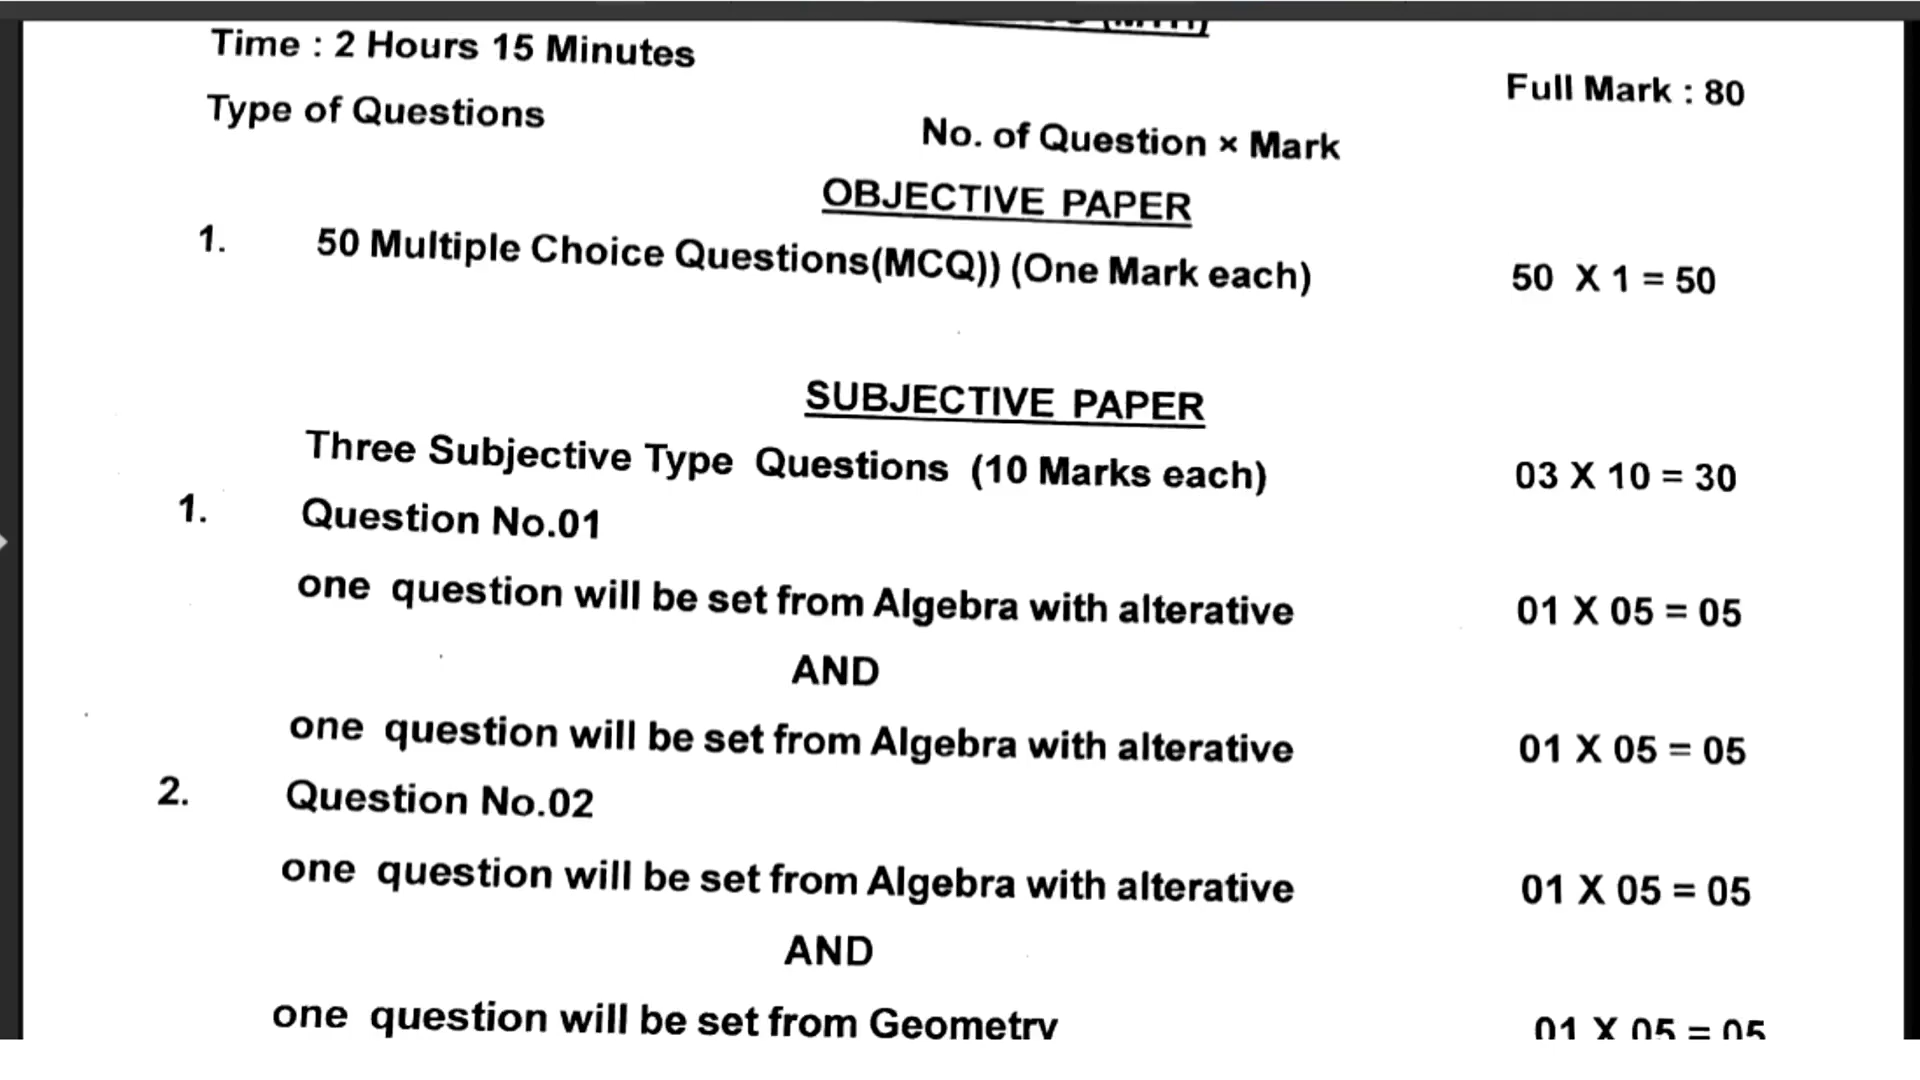 Time : 2 Hours 15 Minutes
Full Mark : 80
Type of Questions
No. of Question × Mark
OBJECTIVE PAPER
1. 50 Multiple Choice Questions(MCQ)) (One Mark each) 50 X 1 = 50
SUBJECTIVE PAPER
Three Subjective Type Questions (10 Marks each) 03 X 10 = 30
1. Question No.01
one question will be set from Algebra with alterative 01 X 05 = 05
AND
one question will be set from Algebra with alterative 01 X 05 = 05
2. Question No.02
one question will be set from Algebra with alterative 01 X 05 = 05
AND
one question will be set from Geometry 01 X 05 = 05